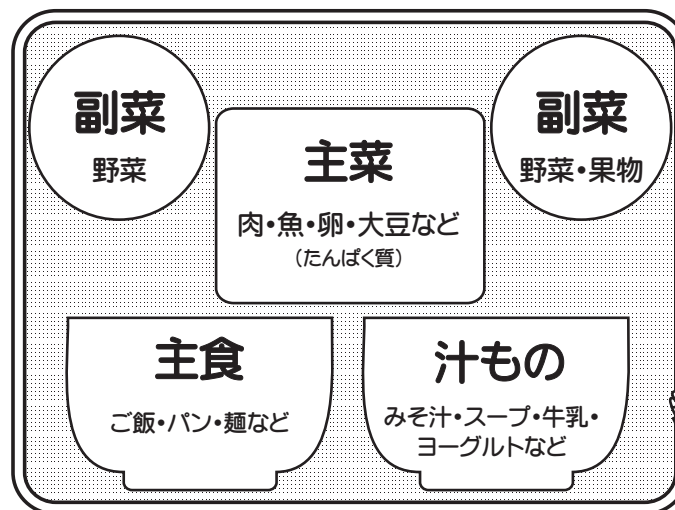 副菜
野菜
主菜
肉・魚・卵・大豆など
（たんぱく質）
副菜
野菜・果物
主食
ご飯・パン・麺など
汁もの
みそ汁・スープ・牛乳・
ヨーグルトなど